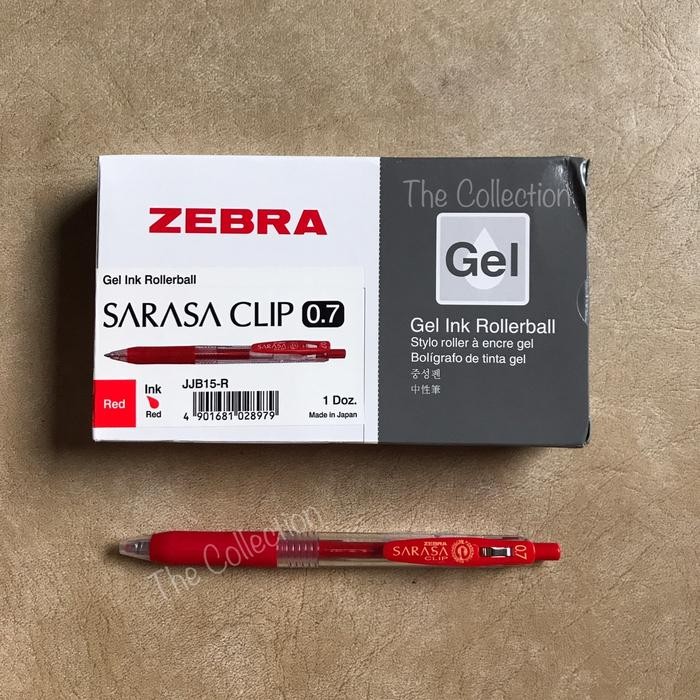 The Collection
ZEBRA
Gel
Gel Ink Rollerball
SARASA CLIP 0.7
Gel Ink Rollerball
Stylo roller à encre gel
Bolígrafo de tinta gel
중성펜
中性筆
Red
Ink
Red
JJB15-R
4 901681 028979
1 Doz.
Made in Japan
The Collection
ZEBRA
SARASA
CLIP
0.7